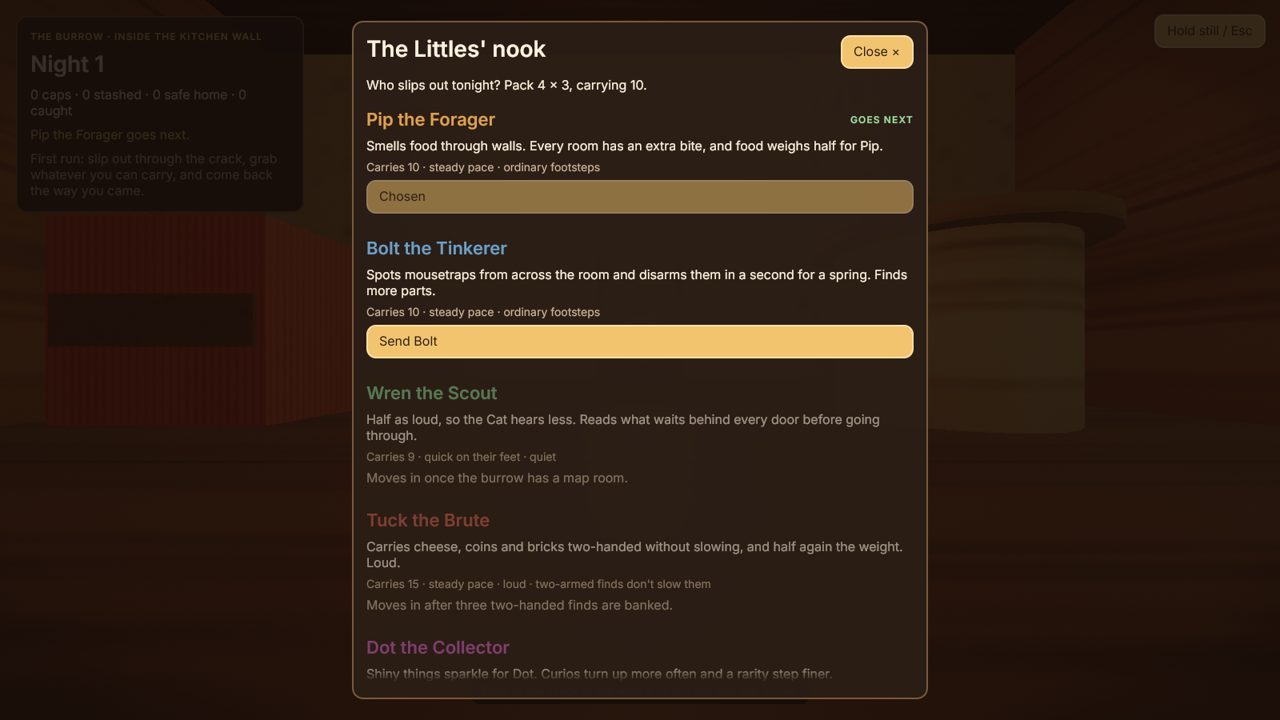 THE BURROW · INSIDE THE KITCHEN WALL
Night 1
0 caps · 0 stashed · 0 safe home · 0
caught
Pip the Forager goes next.
First run: slip out through the crack, grab
whatever you can carry, and come back
the way you came.
Hold still / Esc
The Littles' nook
Close ×
Who slips out tonight? Pack 4 × 3, carrying 10.
Pip the Forager
GOES NEXT
Smells food through walls. Every room has an extra bite, and food weighs half for Pip.
Carries 10 · steady pace · ordinary footsteps
Chosen
Bolt the Tinkerer
Spots mousetraps from across the room and disarms them in a second for a spring. Finds
more parts.
Carries 10 · steady pace · ordinary footsteps
Send Bolt
Wren the Scout
Half as loud, so the Cat hears less. Reads what waits behind every door before going
through.
Carries 9 · quick on their feet · quiet
Moves in once the burrow has a map room.
Tuck the Brute
Carries cheese, coins and bricks two-handed without slowing, and half again the weight.
Loud.
Carries 15 · steady pace · loud · two-armed finds don't slow them
Moves in after three two-handed finds are banked.
Dot the Collector
Shiny things sparkle for Dot. Curios turn up more often and a rarity step finer.